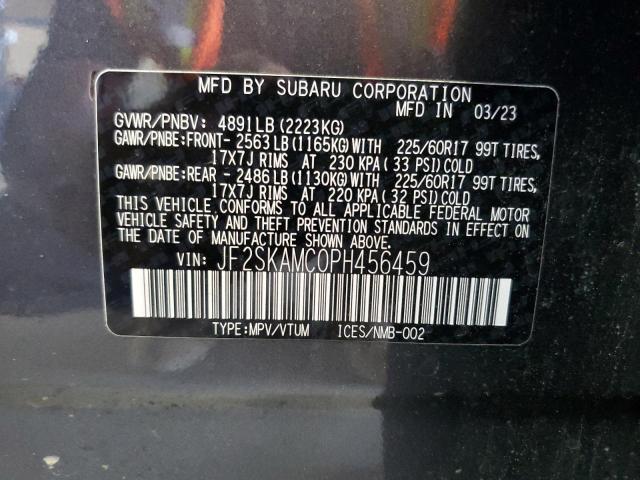 MFD BY SUBARU CORPORATION
MFD IN 03/23
GVWR/PNBV: 4891LB(2223KG)
GAWR/PNBE:FRONT- 2563LB(1165KG)WITH 225/60R17 99T TIRES,
17X7J RIMS AT 230 KPA(33 PSI)COLD
GAWR/PNBE:REAR - 2486LB(1130KG)WITH 225/60R17 99T TIRES,
17X7J RIMS AT 220 KPA(32 PSI)COLD
THIS VEHICLE CONFORMS TO ALL APPLICABLE FEDERAL MOTOR
VEHICLE SAFETY AND THEFT PREVENTION STANDARDS IN EFFECT
ON THE DATE OF MANUFACTURE SHOWN ABOVE.
VIN: JF2SKAMC0PH456459
TYPE:MPV/VTUM ICES/NMB-002